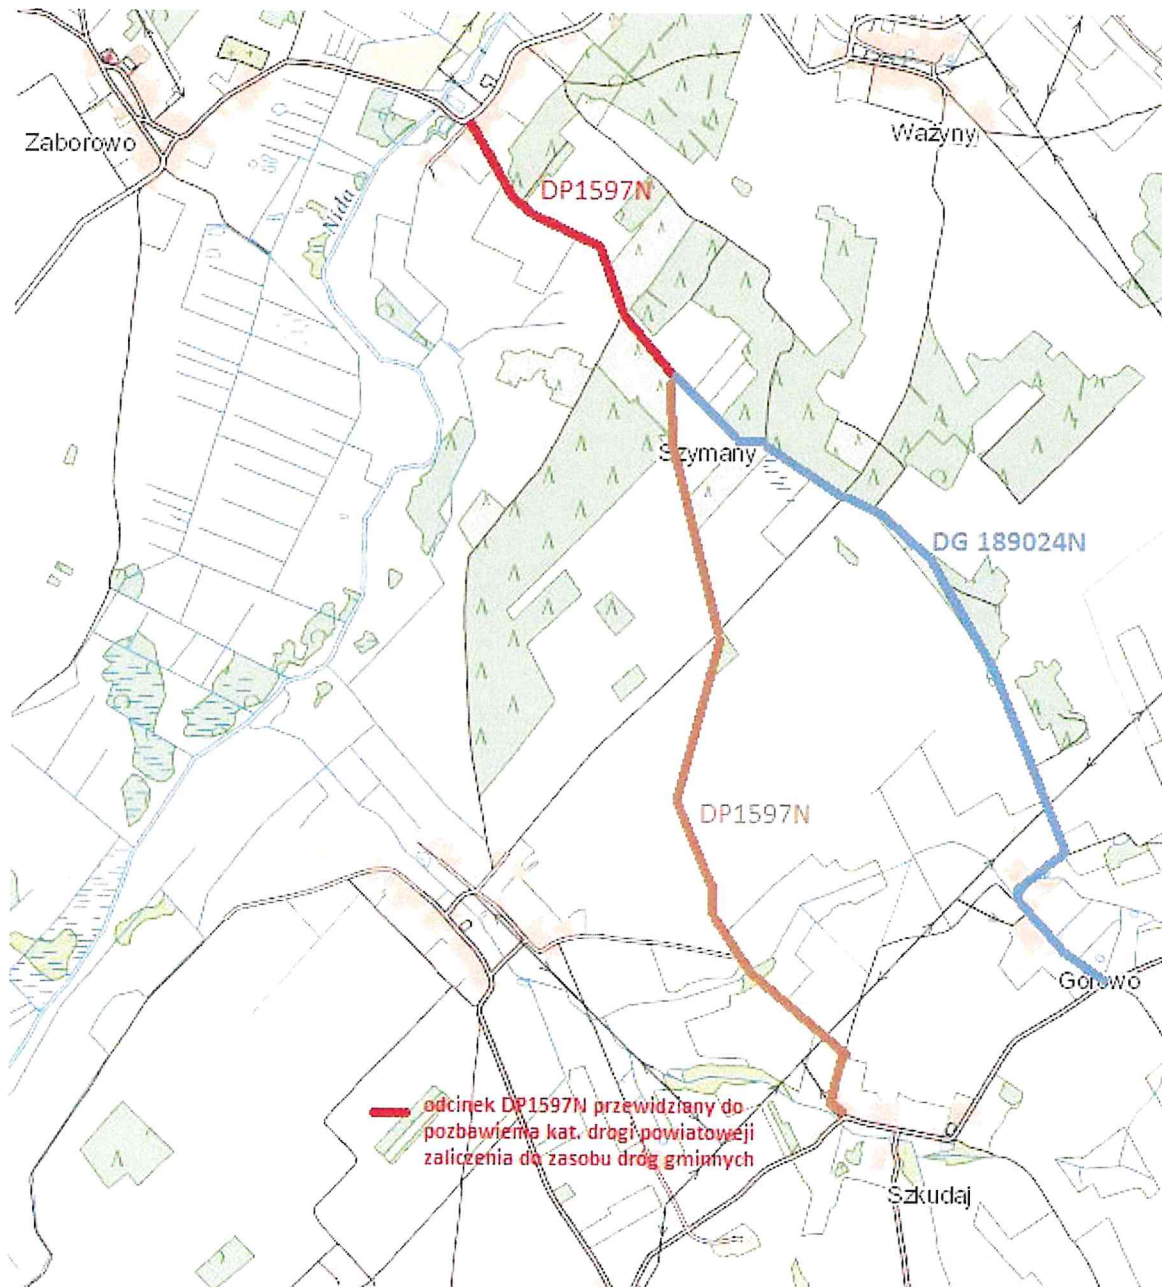 Zaborowo
Ważyny
DP1597N
Nida
Szymany
DG 189024N
DP1597N
Gorowo
odcinek DP1597N przewidziany do
pozbawienia kat. drogi powiatoweji
zaliczenia do zasobu dróg gminnych
Szkudaj